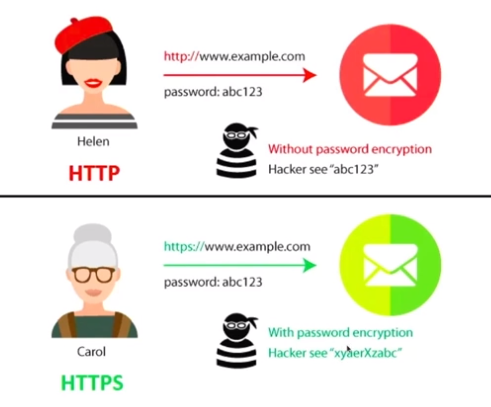 http://www.example.com
password: abc123
Helen
HTTP
Without password encryption
Hacker see "abc123"
https://www.example.com
password: abc123
Carol
HTTPS
With password encryption
Hacker see "xyaerXzabc"